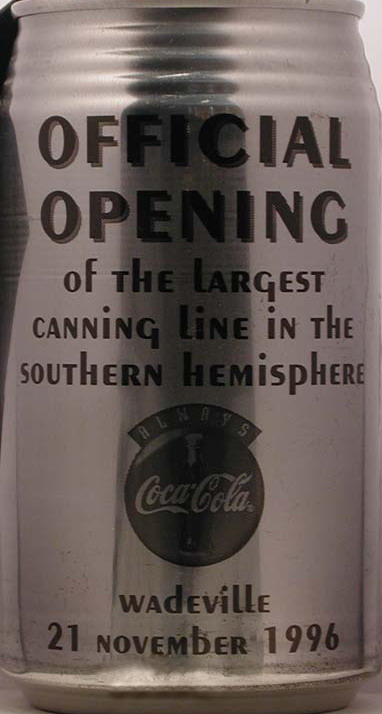 OFFICIAL
OPENING
of the largest
canning line in the
southern hemisphere
ALWAYS
Coca-Cola
wadeville
21 november 1996